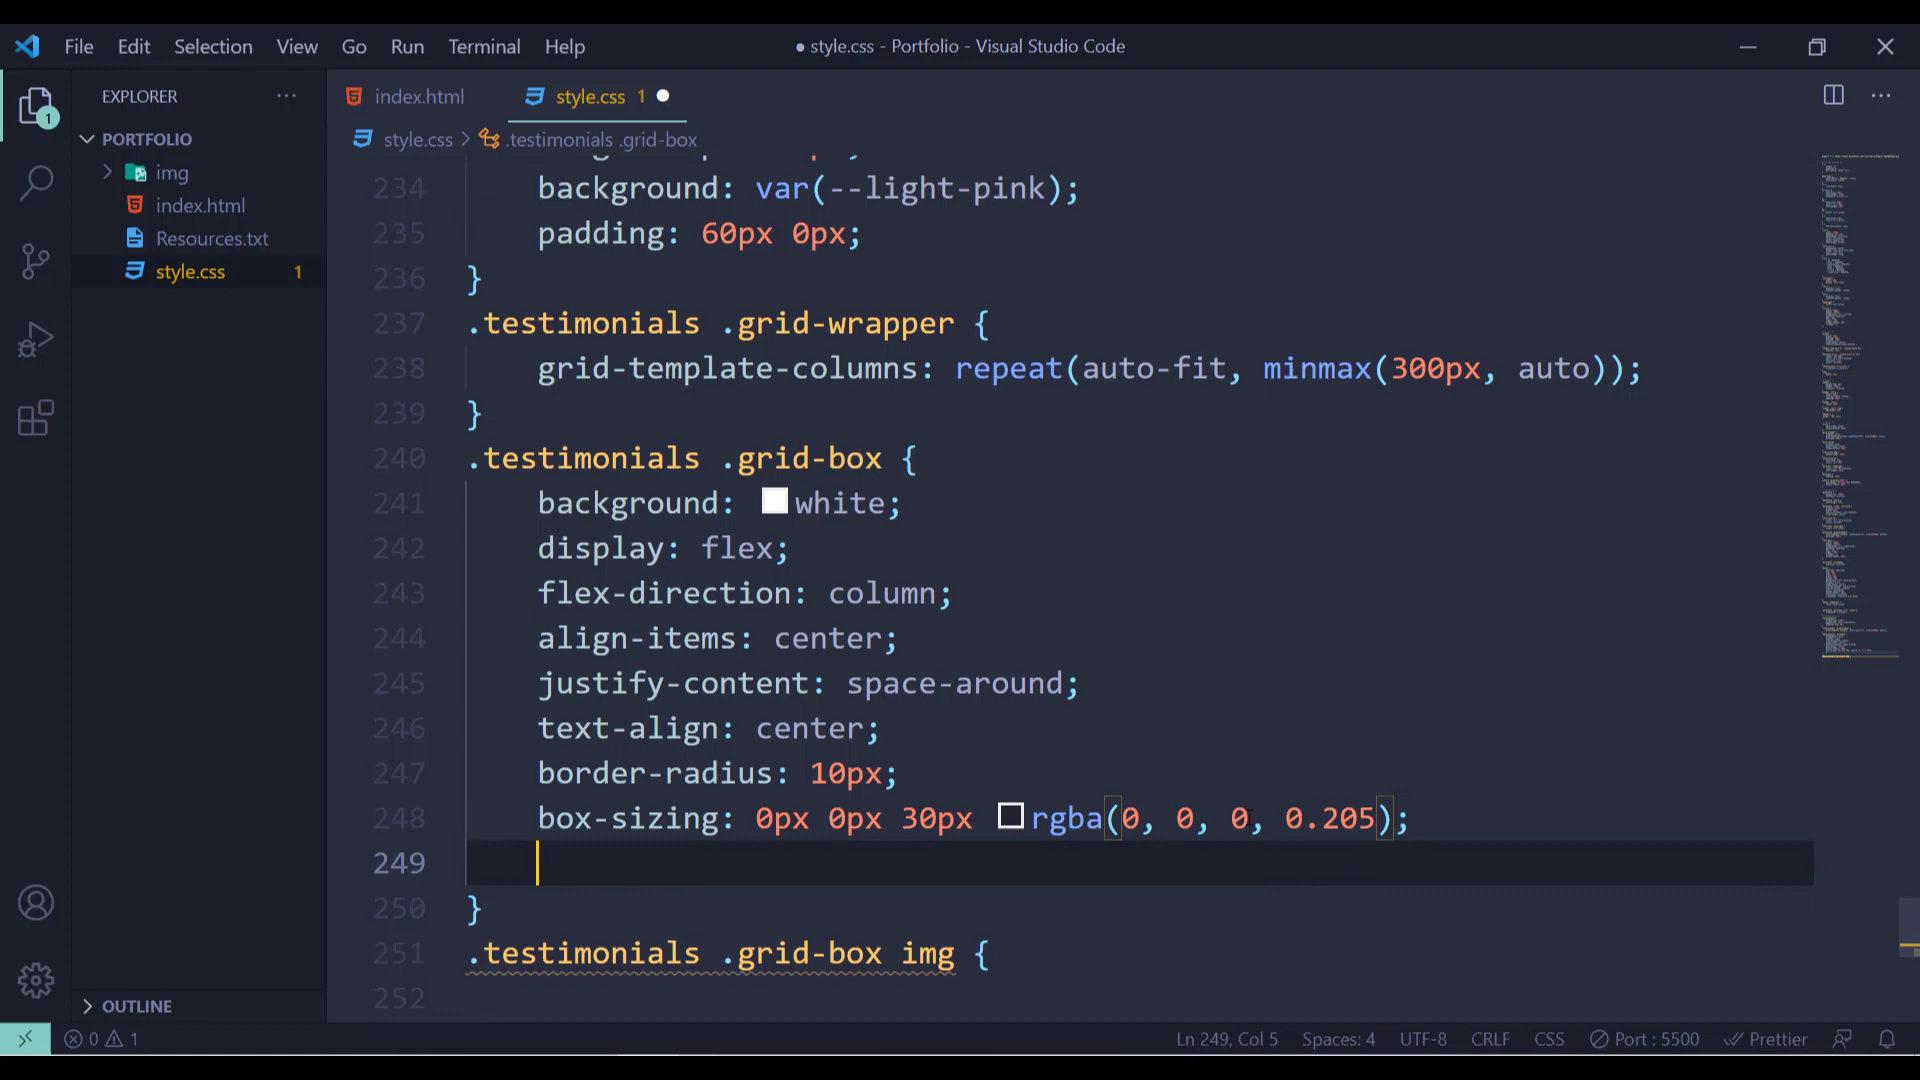 File Edit Selection View Go Run Terminal Help
● style.css - Portfolio - Visual Studio Code
EXPLORER ···
1
PORTFOLIO
img
index.html
Resources.txt
style.css 1
OUTLINE
index.html
style.css 1 ●
style.css > .testimonials .grid-box
234 background: var(--light-pink);
235 padding: 60px 0px;
236 }
237 .testimonials .grid-wrapper {
238 grid-template-columns: repeat(auto-fit, minmax(300px, auto));
239 }
240 .testimonials .grid-box {
241 background: white;
242 display: flex;
243 flex-direction: column;
244 align-items: center;
245 justify-content: space-around;
246 text-align: center;
247 border-radius: 10px;
248 box-sizing: 0px 0px 30px rgba(0, 0, 0, 0.205);
249
250 }
251 .testimonials .grid-box img {
252
0 1 Ln 249, Col 5 Spaces: 4 UTF-8 CRLF CSS Port : 5500 Prettier